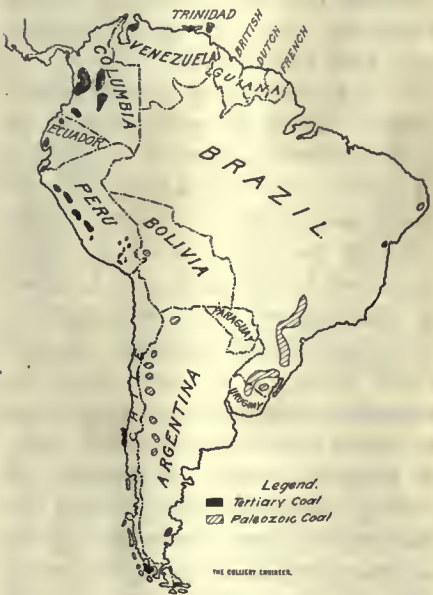 TRINIDAD
BRITISH
DUTCH
FRENCH
VENEZUELA
GUIANA
COLUMBIA
ECUADOR
BRAZIL
PERU
BOLIVIA
PARAGUAY
CHILE
ARGENTINA
URUGUAY
Legend.
Tertiary Coal
Paleozoic Coal
THE COLLIERY ENGINEER.